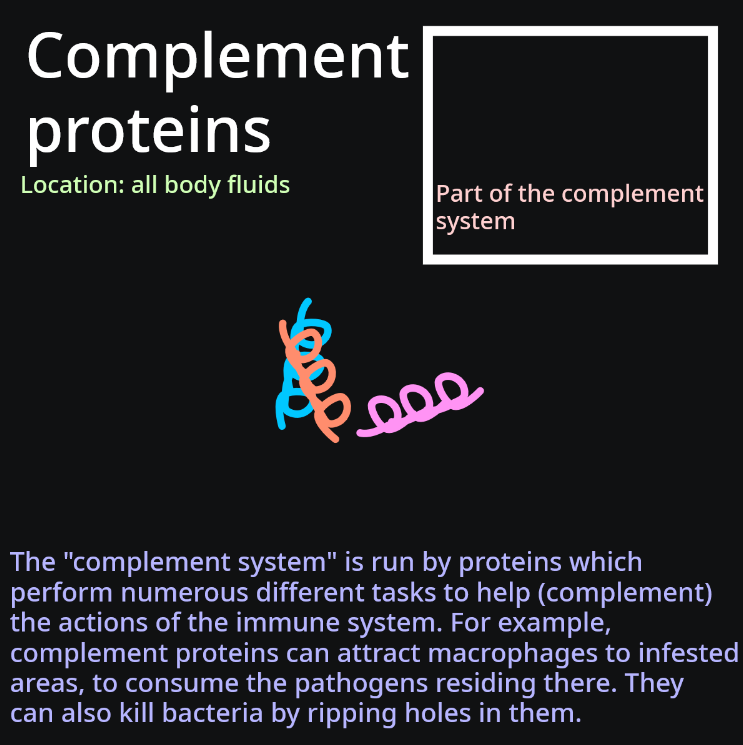 Complement
proteins
Location: all body fluids
Part of the complement
system
The "complement system" is run by proteins which
perform numerous different tasks to help (complement)
the actions of the immune system. For example,
complement proteins can attract macrophages to infested
areas, to consume the pathogens residing there. They
can also kill bacteria by ripping holes in them.